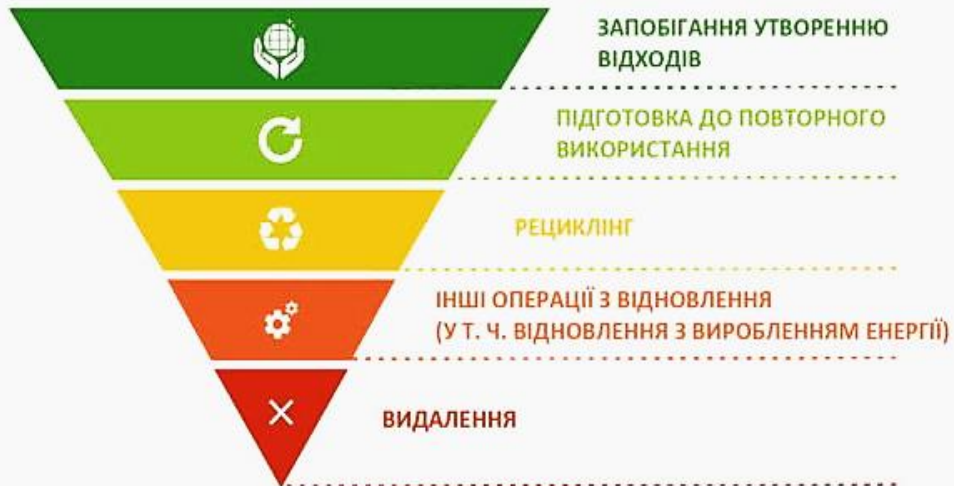 ЗАПОБІГАННЯ УТВОРЕННЮ
ВІДХОДІВ
ПІДГОТОВКА ДО ПОВТОРНОГО
ВИКОРИСТАННЯ
РЕЦИКЛІНГ
ІНШІ ОПЕРАЦІЇ З ВІДНОВЛЕННЯ
(У Т. Ч. ВІДНОВЛЕННЯ З ВИРОБЛЕННЯМ ЕНЕРГІЇ)
ВИДАЛЕННЯ